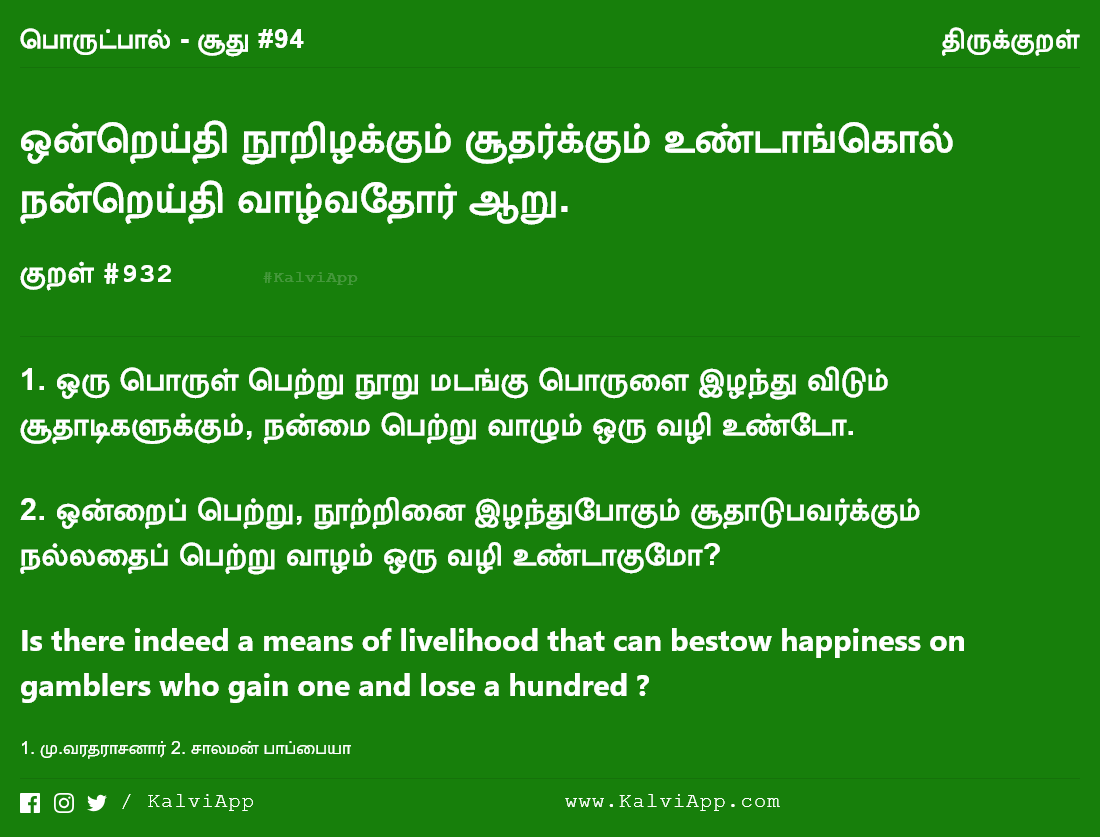 பொருட்பால் - சூது #94
திருக்குறள்
ஒன்றெய்தி நூறிழக்கும் சூதர்க்கும் உண்டாங்கொல்
நன்றெய்தி வாழ்வதோர் ஆறு.
குறள் #932
#KalviApp
1. ஒரு பொருள் பெற்று நூறு மடங்கு பொருளை இழந்து விடும்
சூதாடிகளுக்கும், நன்மை பெற்று வாழும் ஒரு வழி உண்டோ.
2. ஒன்றைப் பெற்று, நூற்றினை இழந்துபோகும் சூதாடுபவர்க்கும்
நல்லதைப் பெற்று வாழம் ஒரு வழி உண்டாகுமோ?
Is there indeed a means of livelihood that can bestow happiness on
gamblers who gain one and lose a hundred ?
1. மு.வரதராசனார் 2. சாலமன் பாப்பையா
/ KalviApp
www.KalviApp.com